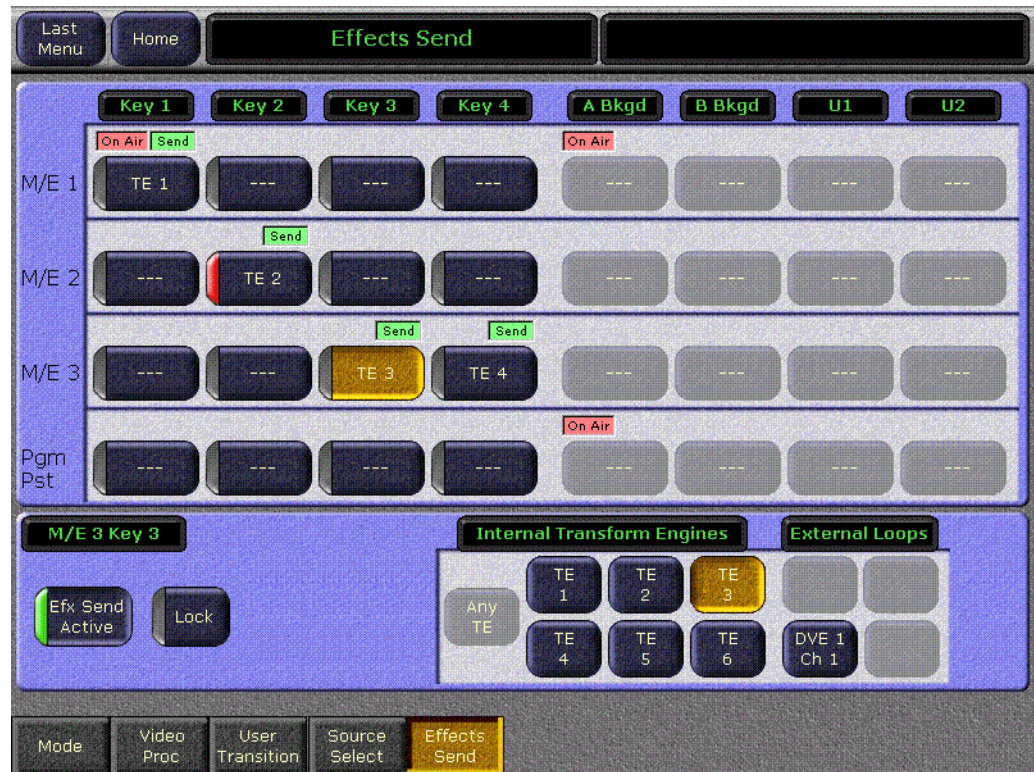 Last Menu Home Effects Send
Key 1 Key 2 Key 3 Key 4 A Bkgd B Bkgd U1 U2
On Air Send On Air
M/E 1 TE 1 --- --- --- --- --- --- ---
Send
M/E 2 --- TE 2 --- --- --- --- --- ---
Send Send
M/E 3 --- --- TE 3 TE 4 --- --- --- ---
On Air
Pgm Pst --- --- --- --- --- --- --- ---
M/E 3 Key 3 Internal Transform Engines External Loops
Efx Send Active Lock
Any TE
TE 1 TE 2 TE 3
TE 4 TE 5 TE 6 DVE 1 Ch 1
Mode Video Proc User Transition Source Select Effects Send